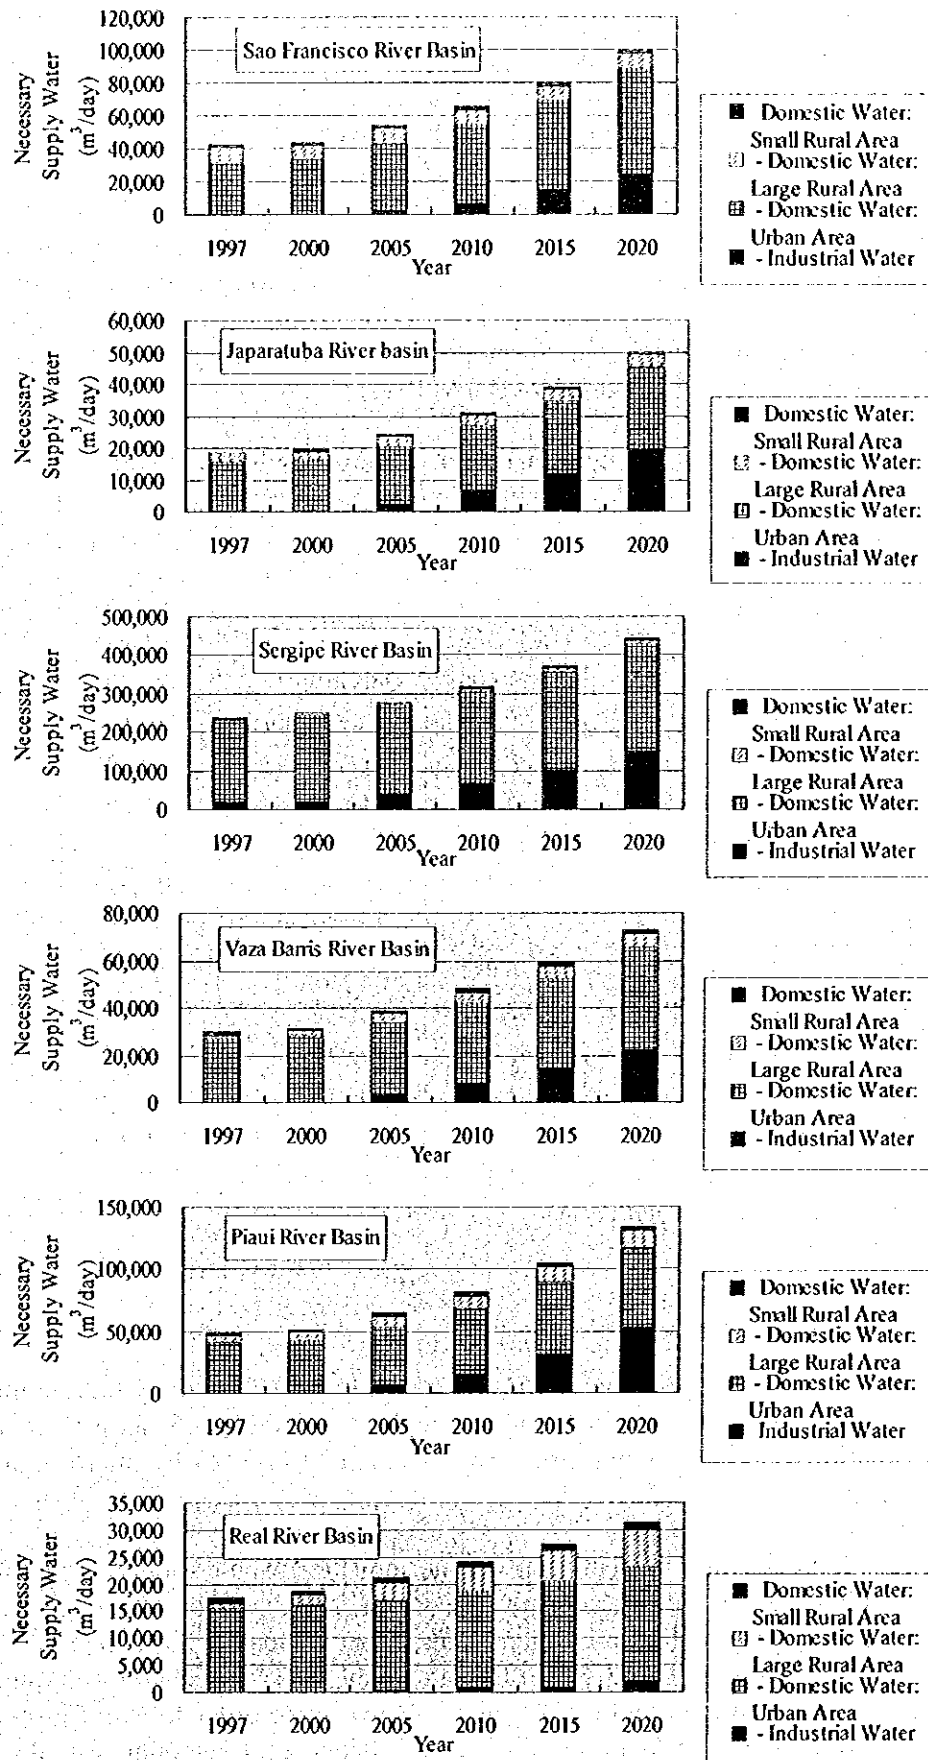 Necessary
Supply Water
(m³/day)
120,000
100,000
80,000
60,000
40,000
20,000
0
Sao Francisco River Basin
1997 2000 2005 2010 2015 2020
Year
■ Domestic Water:
Small Rural Area
- Domestic Water:
Large Rural Area
- Domestic Water:
Urban Area
■ - Industrial Water
Necessary
Supply Water
(m³/day)
60,000
50,000
40,000
30,000
20,000
10,000
0
Japaratuba River basin
1997 2000 2005 2010 2015 2020
Year
■ Domestic Water:
Small Rural Area
- Domestic Water:
Large Rural Area
- Domestic Water:
Urban Area
■ - Industrial Water
Necessary
Supply Water
(m³/day)
500,000
400,000
300,000
200,000
100,000
0
Sergipe River Basin
1997 2000 2005 2010 2015 2020
Year
■ Domestic Water:
Small Rural Area
- Domestic Water:
Large Rural Area
- Domestic Water:
Urban Area
■ - Industrial Water
Necessary
Supply Water
(m³/day)
80,000
60,000
40,000
20,000
0
Vaza Barris River Basin
1997 2000 2005 2010 2015 2020
Year
■ Domestic Water:
Small Rural Area
- Domestic Water:
Large Rural Area
- Domestic Water:
Urban Area
■ - Industrial Water
Necessary
Supply Water
(m³/day)
150,000
100,000
50,000
0
Piaui River Basin
1997 2000 2005 2010 2015 2020
Year
■ Domestic Water:
Small Rural Area
- Domestic Water:
Large Rural Area
- Domestic Water:
Urban Area
■ Industrial Water
Necessary
Supply Water
(m³/day)
35,000
30,000
25,000
20,000
15,000
10,000
5,000
0
Real River Basin
1997 2000 2005 2010 2015 2020
Year
■ Domestic Water:
Small Rural Area
- Domestic Water:
Large Rural Area
- Domestic Water:
Urban Area
■ - Industrial Water